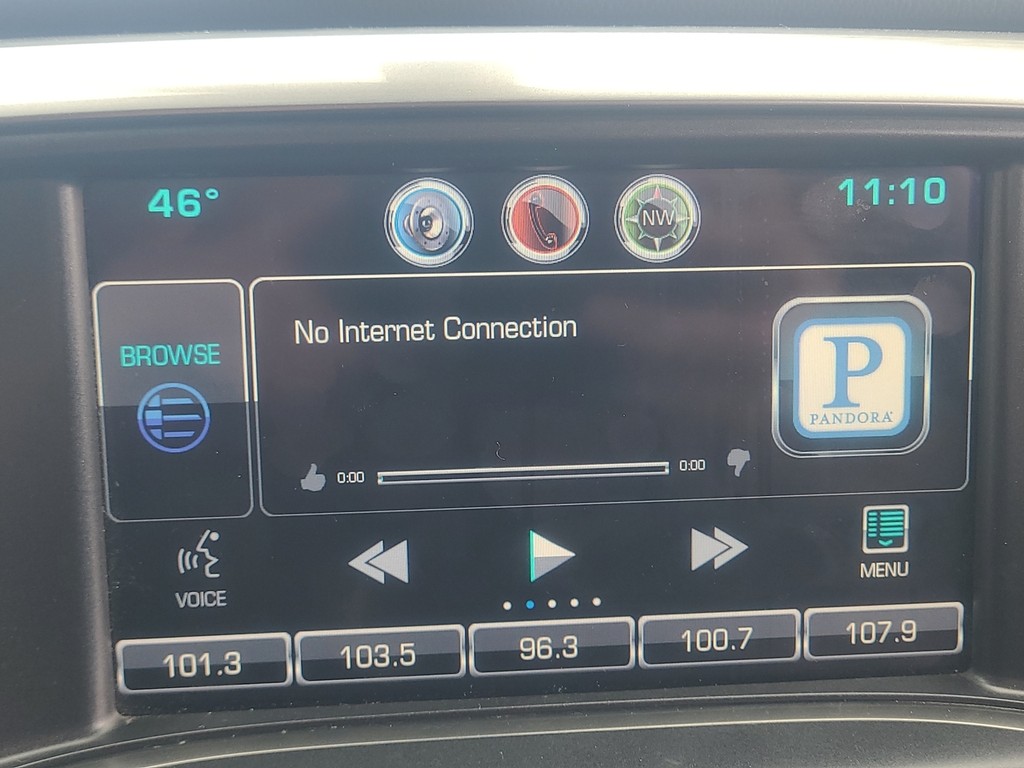 46°
NW
11:10
BROWSE
No Internet Connection
P
PANDORA
0:00
0:00
VOICE
MENU
101.3
103.5
96.3
100.7
107.9